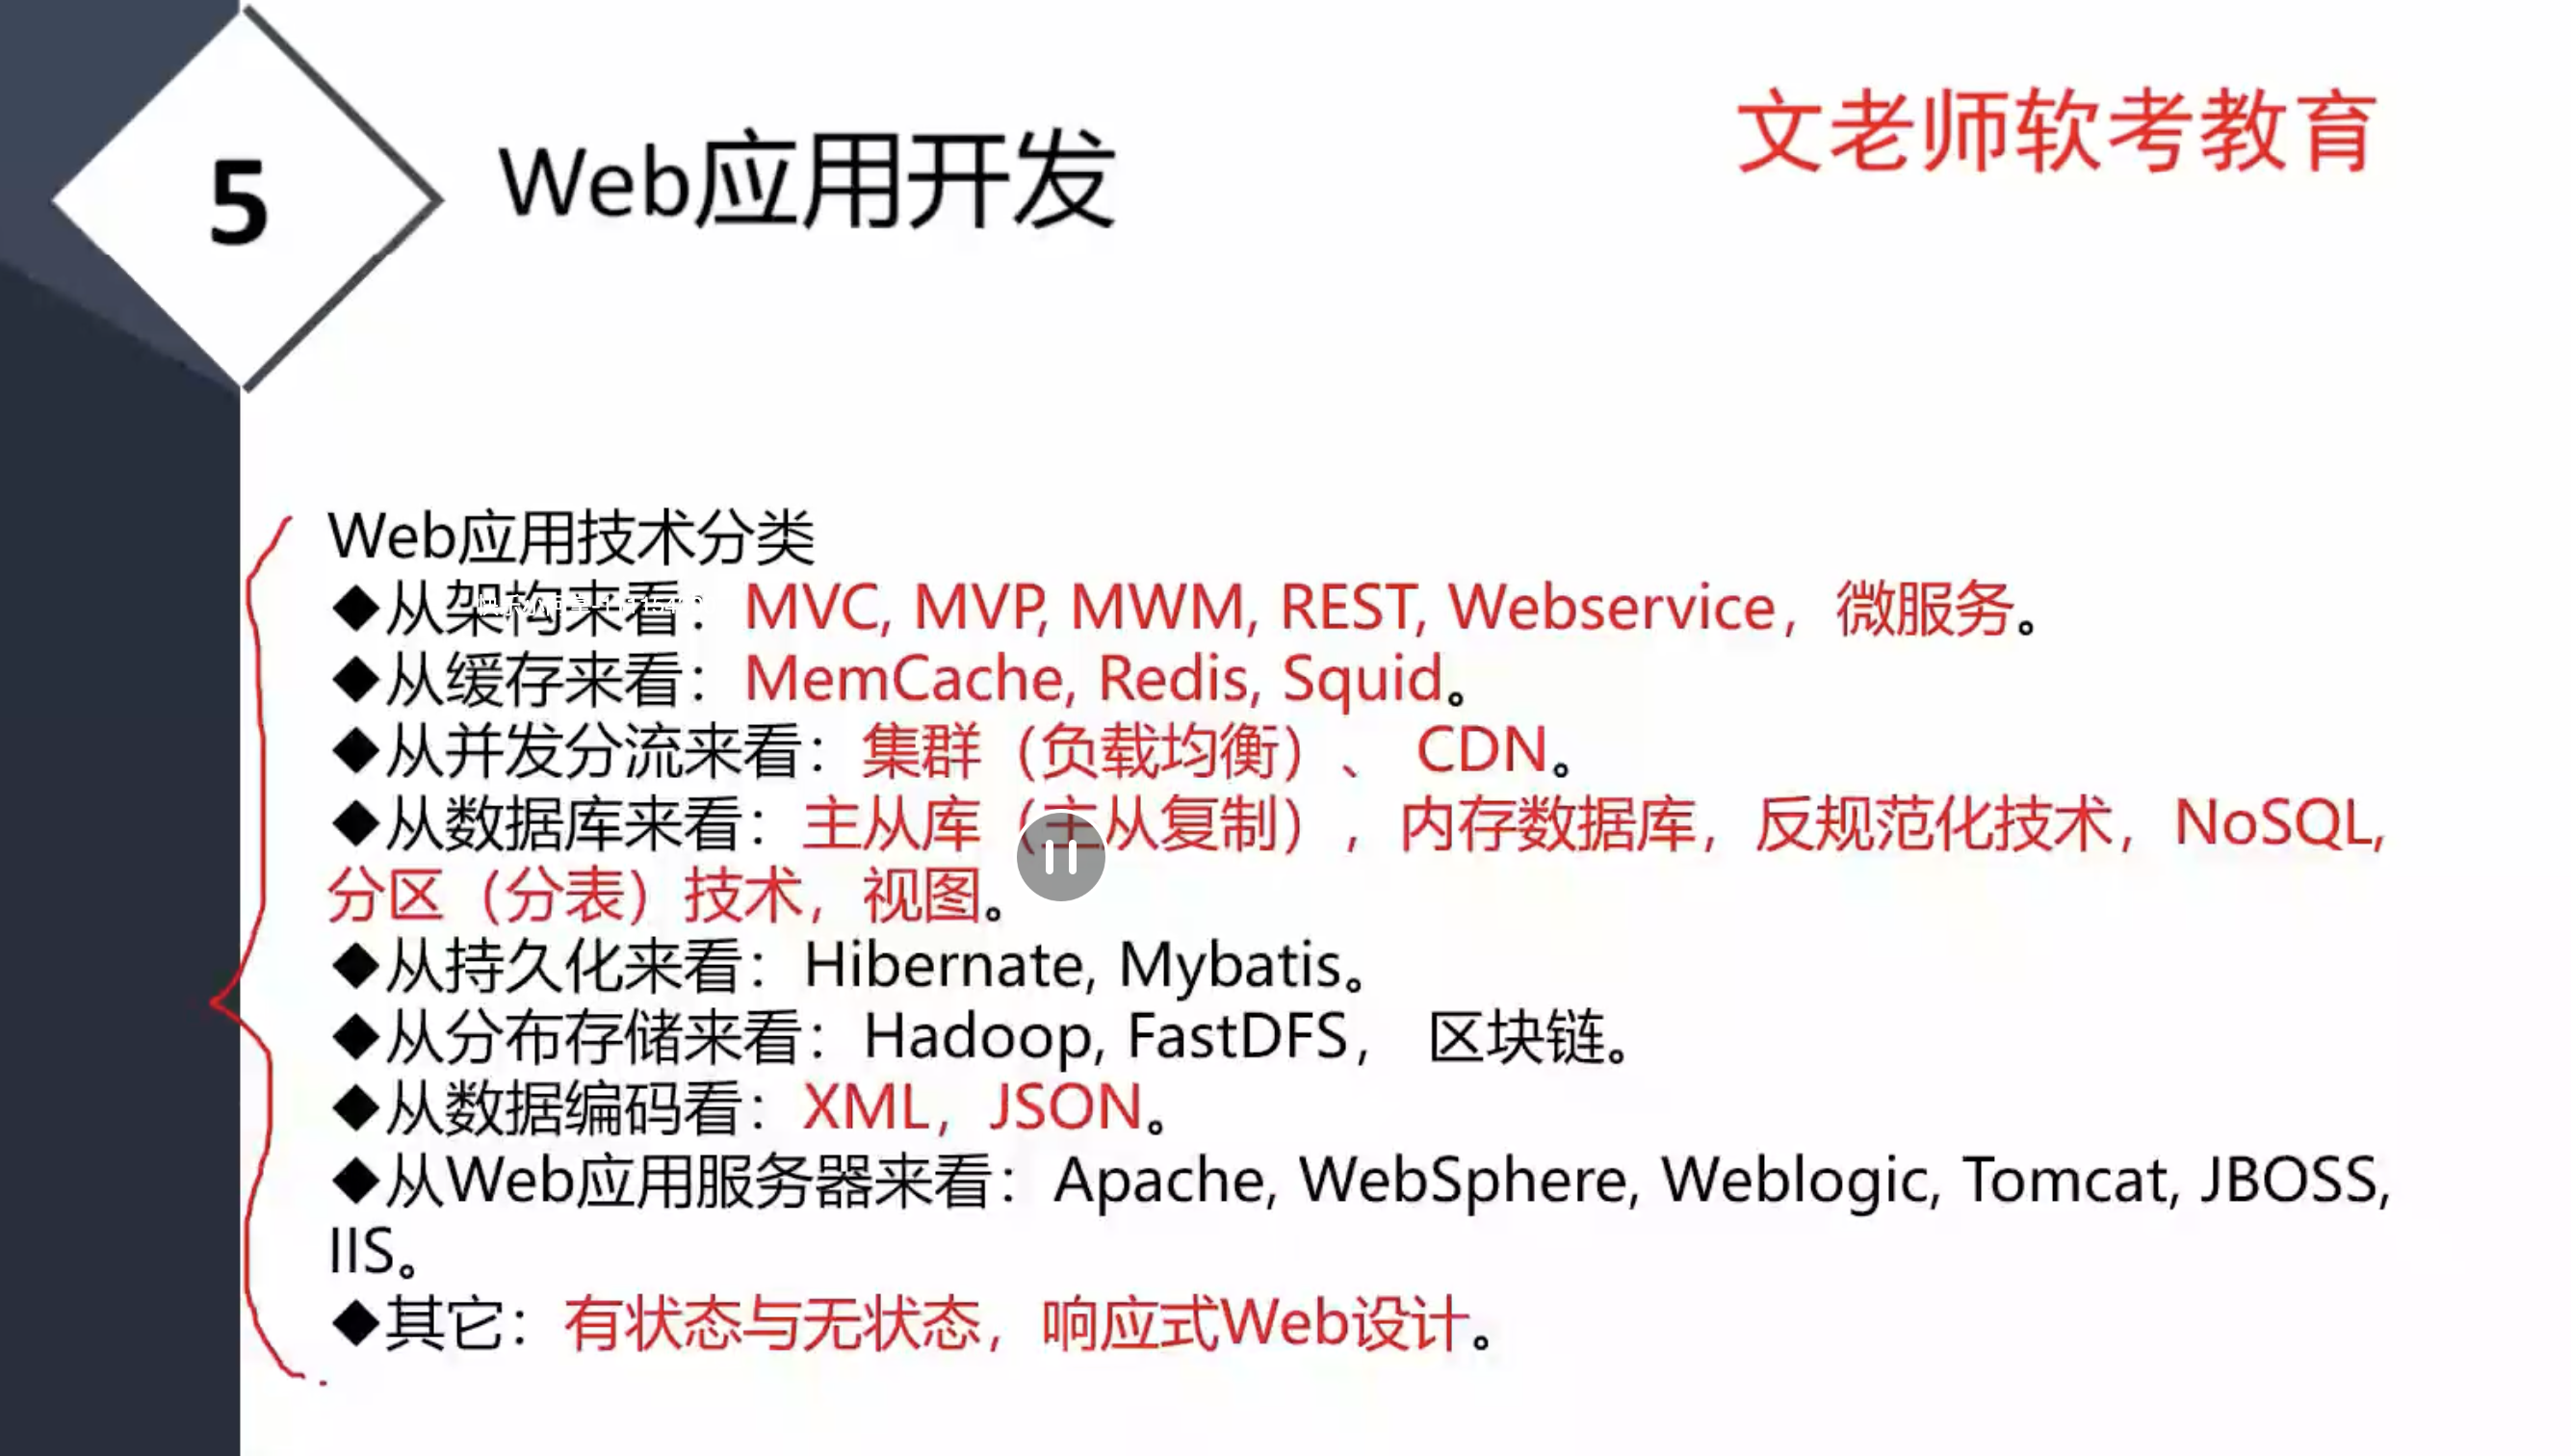 5
Web应用开发
文老师软考教育
Web应用技术分类
◆从架构来看：MVC, MVP, MWM, REST, Webservice，微服务。
◆从缓存来看：MemCache, Redis, Squid。
◆从并发分流来看：集群（负载均衡）、 CDN。
◆从数据库来看：主从库（主从复制），内存数据库，反规范化技术，NoSQL,
分区（分表）技术，视图。
◆从持久化来看：Hibernate, Mybatis。
◆从分布存储来看：Hadoop, FastDFS， 区块链。
◆从数据编码看：XML，JSON。
◆从Web应用服务器来看：Apache, WebSphere, Weblogic, Tomcat, JBOSS,
IIS。
◆其它：有状态与无状态，响应式Web设计。